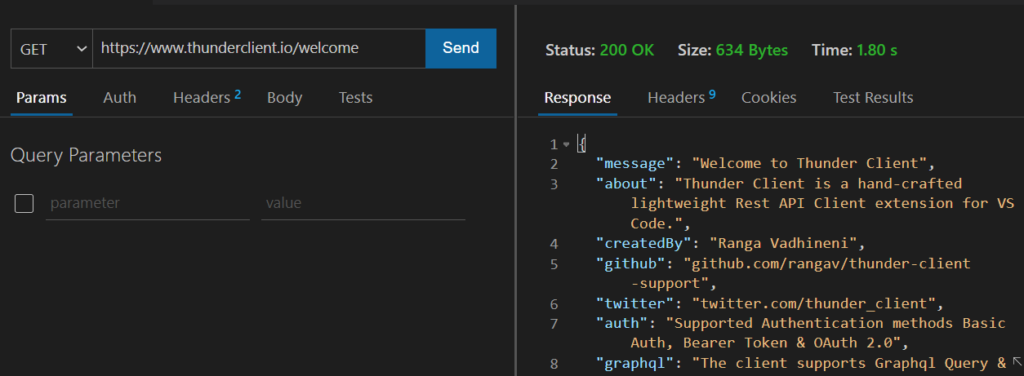 GET https://www.thunderclient.io/welcome Send
Params Auth Headers 2 Body Tests
Query Parameters
parameter value
Status: 200 OK Size: 634 Bytes Time: 1.80 s
Response Headers 9 Cookies Test Results
1 {
2 "message": "Welcome to Thunder Client",
3 "about": "Thunder Client is a hand-crafted
lightweight Rest API Client extension for VS
Code.",
4 "createdBy": "Ranga Vadhineni",
5 "github": "github.com/rangav/thunder-client
-support",
6 "twitter": "twitter.com/thunder_client",
7 "auth": "Supported Authentication methods Basic
Auth, Bearer Token & OAuth 2.0",
8 "graphql": "The client supports Graphql Query &